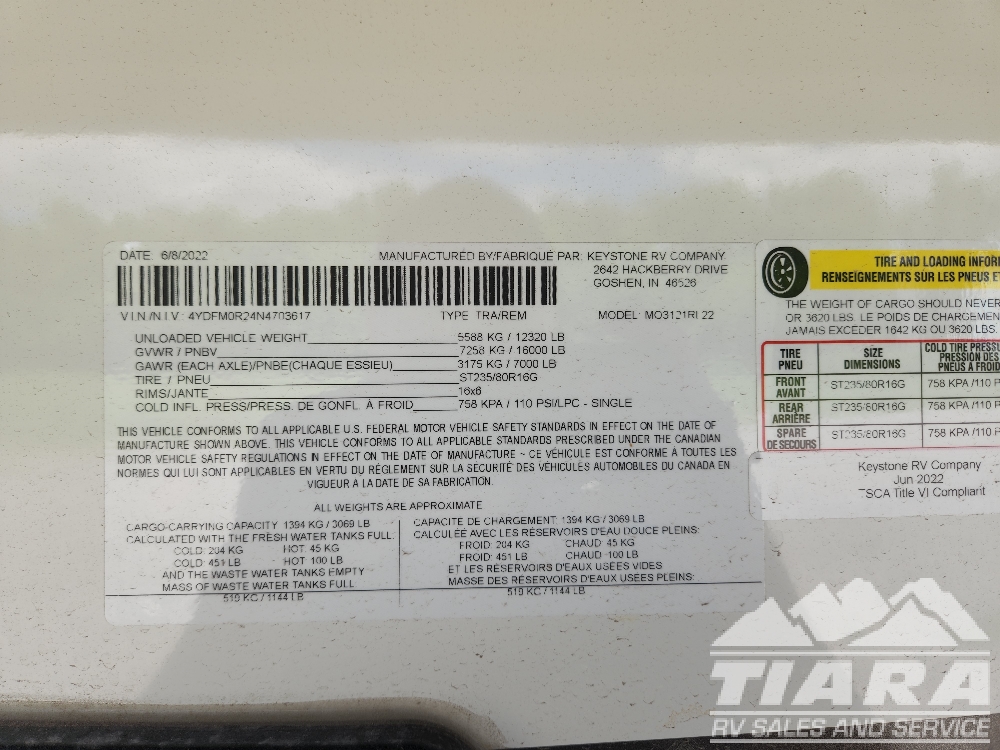 DATE 6/8/2022 MANUFACTURED BY/FABRIQUÉ PAR: KEYSTONE RV COMPANY
2642 HACKBERRY DRIVE
GOSHEN, IN 46526
V.I.N./N.I.V.: 4YDFM0R24N4703617 TYPE: TRA/REM MODEL: MO3121RL22
UNLOADED VEHICLE WEIGHT 5588 KG / 12320 LB
GVWR / PNBV 7258 KG / 16000 LB
GAWR (EACH AXLE)/PNBE(CHAQUE ESSIEU) 3175 KG / 7000 LB
TIRE / PNEU ST235/80R16G
RIMS/JANTE 16x6
COLD INFL. PRESS/PRESS. DE GONFL. À FROID 758 KPA / 110 PSI/LPC - SINGLE
THIS VEHICLE CONFORMS TO ALL APPLICABLE U.S. FEDERAL MOTOR VEHICLE SAFETY STANDARDS IN EFFECT ON THE DATE OF
MANUFACTURE SHOWN ABOVE. THIS VEHICLE CONFORMS TO ALL APPLICABLE STANDARDS PRESCRIBED UNDER THE CANADIAN
MOTOR VEHICLE SAFETY REGULATIONS IN EFFECT ON THE DATE OF MANUFACTURE ~ CE VÉHICULE EST CONFORME À TOUTES LES
NORMES QUI LUI SONT APPLICABLES EN VERTU DU RÈGLEMENT SUR LA SECURITÉ DES VÉHICULES AUTOMOBILES DU CANADA EN
VIGUEUR A LA DATE DE SA FABRICATION.
ALL WEIGHTS ARE APPROXIMATE
CARGO-CARRYING CAPACITY: 1394 KG / 3069 LB
CALCULATED WITH THE FRESH WATER TANKS FULL:
COLD: 204 KG HOT: 45 KG
COLD: 451 LB HOT: 100 LB
AND THE WASTE WATER TANKS EMPTY
MASS OF WASTE WATER TANKS FULL
519 KG / 1144 LB
CAPACITE DE CHARGEMENT: 1394 KG / 3069 LB
CALCULÉE AVEC LES RÉSERVOIRS D'EAU DOUCE PLEINS:
FROID: 204 KG CHAUD: 45 KG
FROID: 451 LB CHAUD: 100 LB
ET LES RÉSERVOIRS D'EAUX USÉES VIDES
MASSE DES RÉSERVOIRS D'EAUX USÉES PLEINS:
519 KG / 1144 LB
TIRE AND LOADING INFOR
RENSEIGNEMENTS SUR LES PNEUS ET
THE WEIGHT OF CARGO SHOULD NEVER
OR 3620 LBS. LE POIDS DE CHARGEMEN
JAMAIS EXCÉDER 1642 KG OU 3620 LBS.
TIRE PNEU SIZE DIMENSIONS COLD TIRE PRESSU PRESSION DES PNEUS À FROID
FRONT AVANT ST235/80R16G 758 KPA /110 P
REAR ARRIÈRE ST235/80R16G 758 KPA /110 P
SPARE DE SECOURS ST235/80R16G 758 KPA /110 P
Keystone RV Company
Jun 2022
TSCA Title VI Compliant
TIARA
RV SALES AND SERVICE